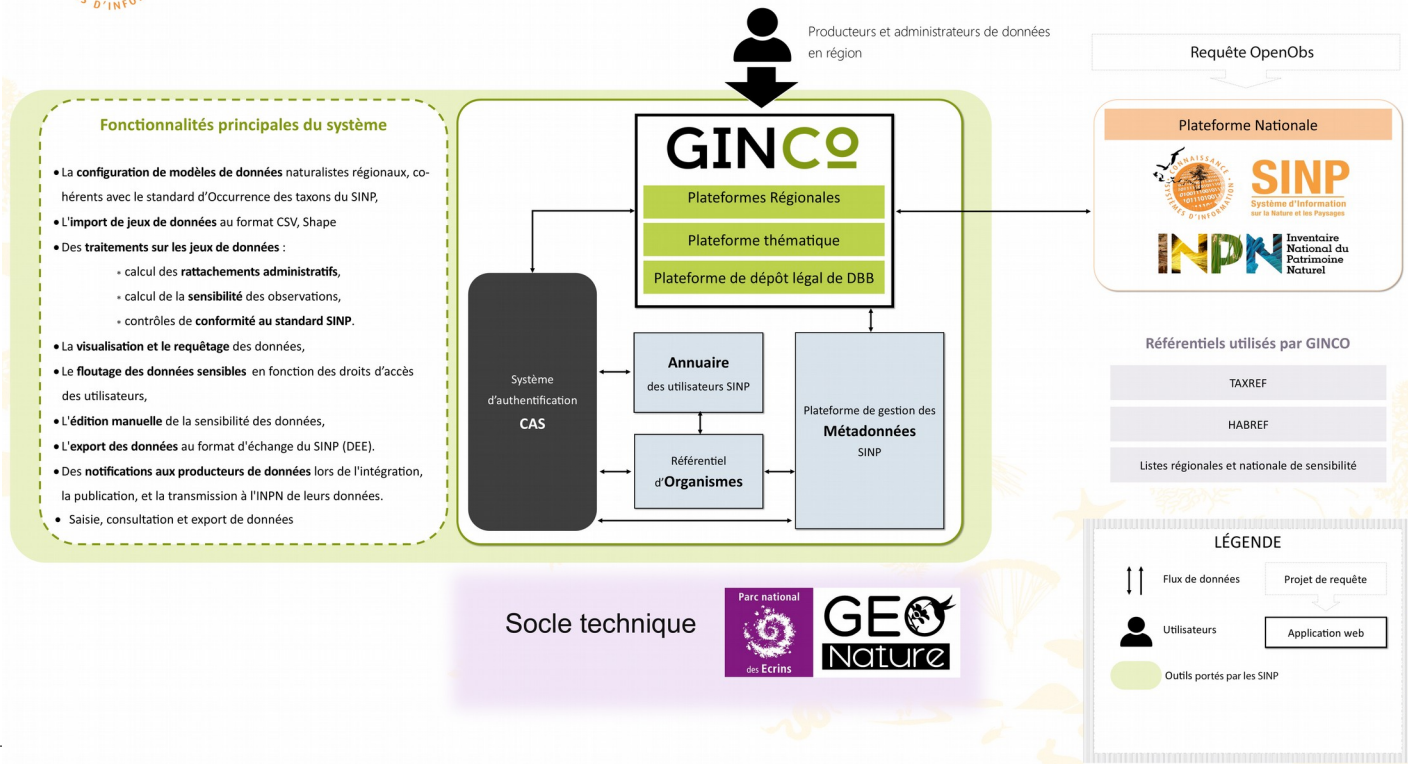 S D'INFO
Producteurs et administrateurs de données
en région
Requête OpenObs
Fonctionnalités principales du système
• La configuration de modèles de données naturalistes régionaux, co-
hérents avec le standard d'Occurrence des taxons du SINP,
• L'import de jeux de données au format CSV, Shape
• Des traitements sur les jeux de données :
• calcul des rattachements administratifs,
• calcul de la sensibilité des observations,
• contrôles de conformité au standard SINP.
• La visualisation et le requêtage des données,
• Le floutage des données sensibles en fonction des droits d'accès
des utilisateurs,
• L'édition manuelle de la sensibilité des données,
• L'export des données au format d'échange du SINP (DEE).
• Des notifications aux producteurs de données lors de l'intégration,
la publication, et la transmission à l'INPN de leurs données.
• Saisie, consultation et export de données
GINCO
Plateformes Régionales
Plateforme thématique
Plateforme de dépôt légal de DBB
Système
d'authentification
CAS
Annuaire
des utilisateurs SINP
Référentiel
d'Organismes
Plateforme de gestion des
Métadonnées
SINP
Plateforme Nationale
CONNAISSANCE
SYSTÈMES D'INFORMATION
SINP
Système d'Information
sur la Nature et les Paysages
INPN
Inventaire
National du
Patrimoine
Naturel
Référentiels utilisés par GINCO
TAXREF
HABREF
Listes régionales et nationale de sensibilité
Socle technique
Parc national
des Ecrins
GEO
Nature
LÉGENDE
Flux de données
Projet de requête
Utilisateurs
Application web
Outils portés par les SINP